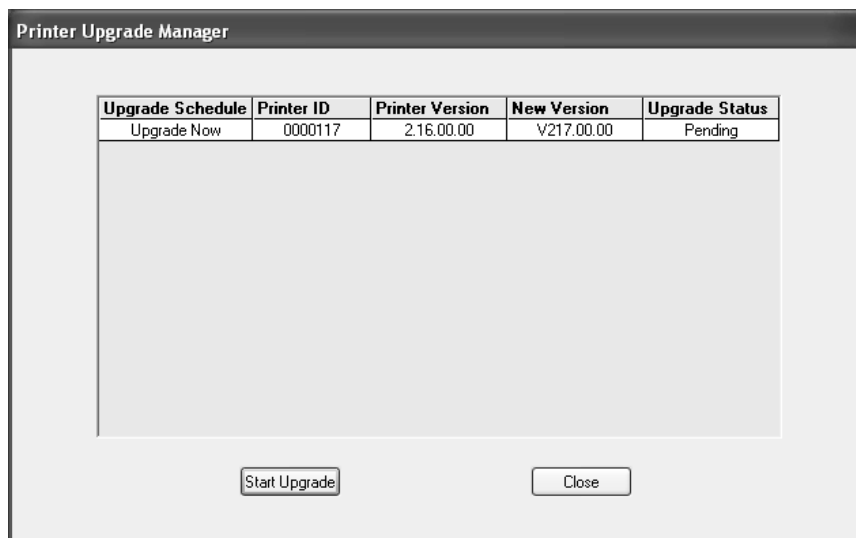 Printer Upgrade Manager
Upgrade Schedule Printer ID Printer Version New Version Upgrade Status
Upgrade Now 0000117 2.16.00.00 V217.00.00 Pending
Start Upgrade Close